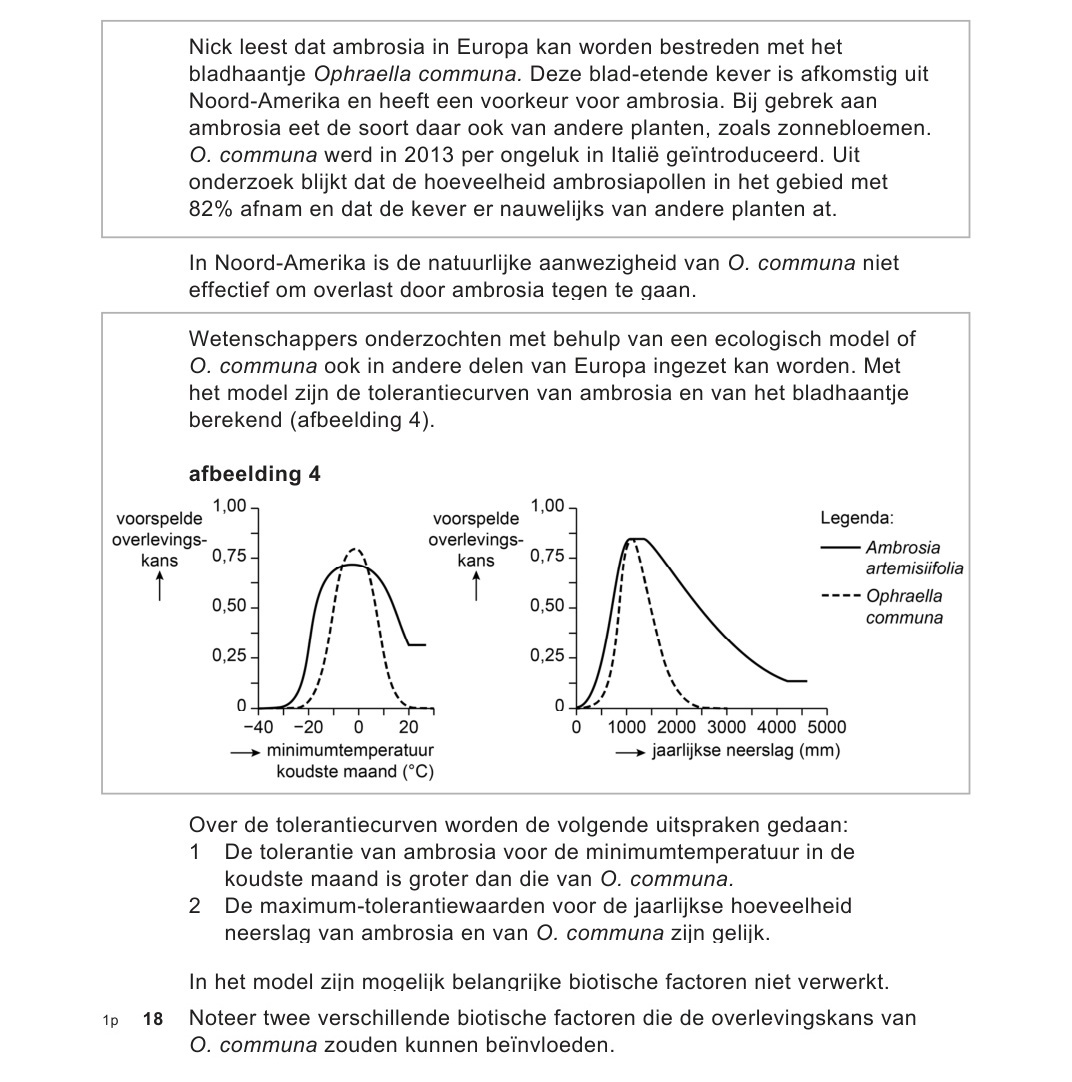 Nick leest dat ambrosia in Europa kan worden bestreden met het
bladhaantje Ophraella communa. Deze blad-etende kever is afkomstig uit
Noord-Amerika en heeft een voorkeur voor ambrosia. Bij gebrek aan
ambrosia eet de soort daar ook van andere planten, zoals zonnebloemen.
O. communa werd in 2013 per ongeluk in Italië geïntroduceerd. Uit
onderzoek blijkt dat de hoeveelheid ambrosiapollen in het gebied met
82% afnam en dat de kever er nauwelijks van andere planten at.
In Noord-Amerika is de natuurlijke aanwezigheid van O. communa niet
effectief om overlast door ambrosia tegen te gaan.
Wetenschappers onderzochten met behulp van een ecologisch model of
O. communa ook in andere delen van Europa ingezet kan worden. Met
het model zijn de tolerantiecurven van ambrosia en van het bladhaantje
berekend (afbeelding 4).
afbeelding 4
voorspelde
overlevings-
kans
1,00
0,75
0,50
0,25
0
−40 −20 0 20
minimumtemperatuur
koudste maand (°C)
voorspelde
overlevings-
kans
1,00
0,75
0,50
0,25
0
0 1000 2000 3000 4000 5000
jaarlijkse neerslag (mm)
Legenda:
Ambrosia
artemisiifolia
Ophraella
communa
Over de tolerantiecurven worden de volgende uitspraken gedaan:
1 De tolerantie van ambrosia voor de minimumtemperatuur in de
koudste maand is groter dan die van O. communa.
2 De maximum-tolerantiewaarden voor de jaarlijkse hoeveelheid
neerslag van ambrosia en van O. communa zijn gelijk.
In het model zijn mogelijk belangrijke biotische factoren niet verwerkt.
1p 18 Noteer twee verschillende biotische factoren die de overlevingskans van
O. communa zouden kunnen beïnvloeden.